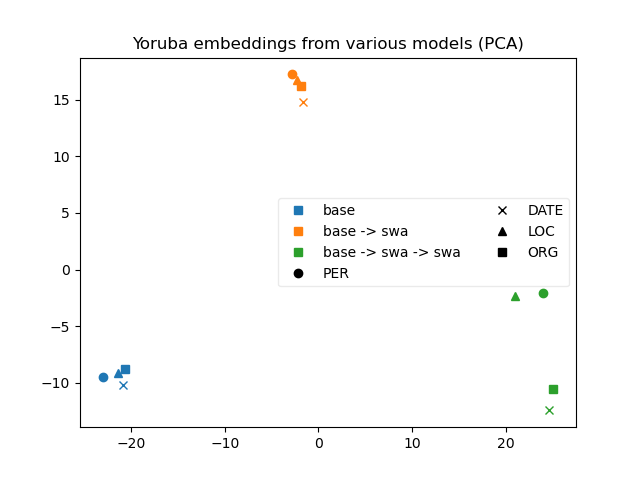 Yoruba embeddings from various models (PCA)
15
10
5
0
−5
−10
base
base -> swa
base -> swa -> swa
PER
DATE
LOC
ORG
−20
−10
0
10
20